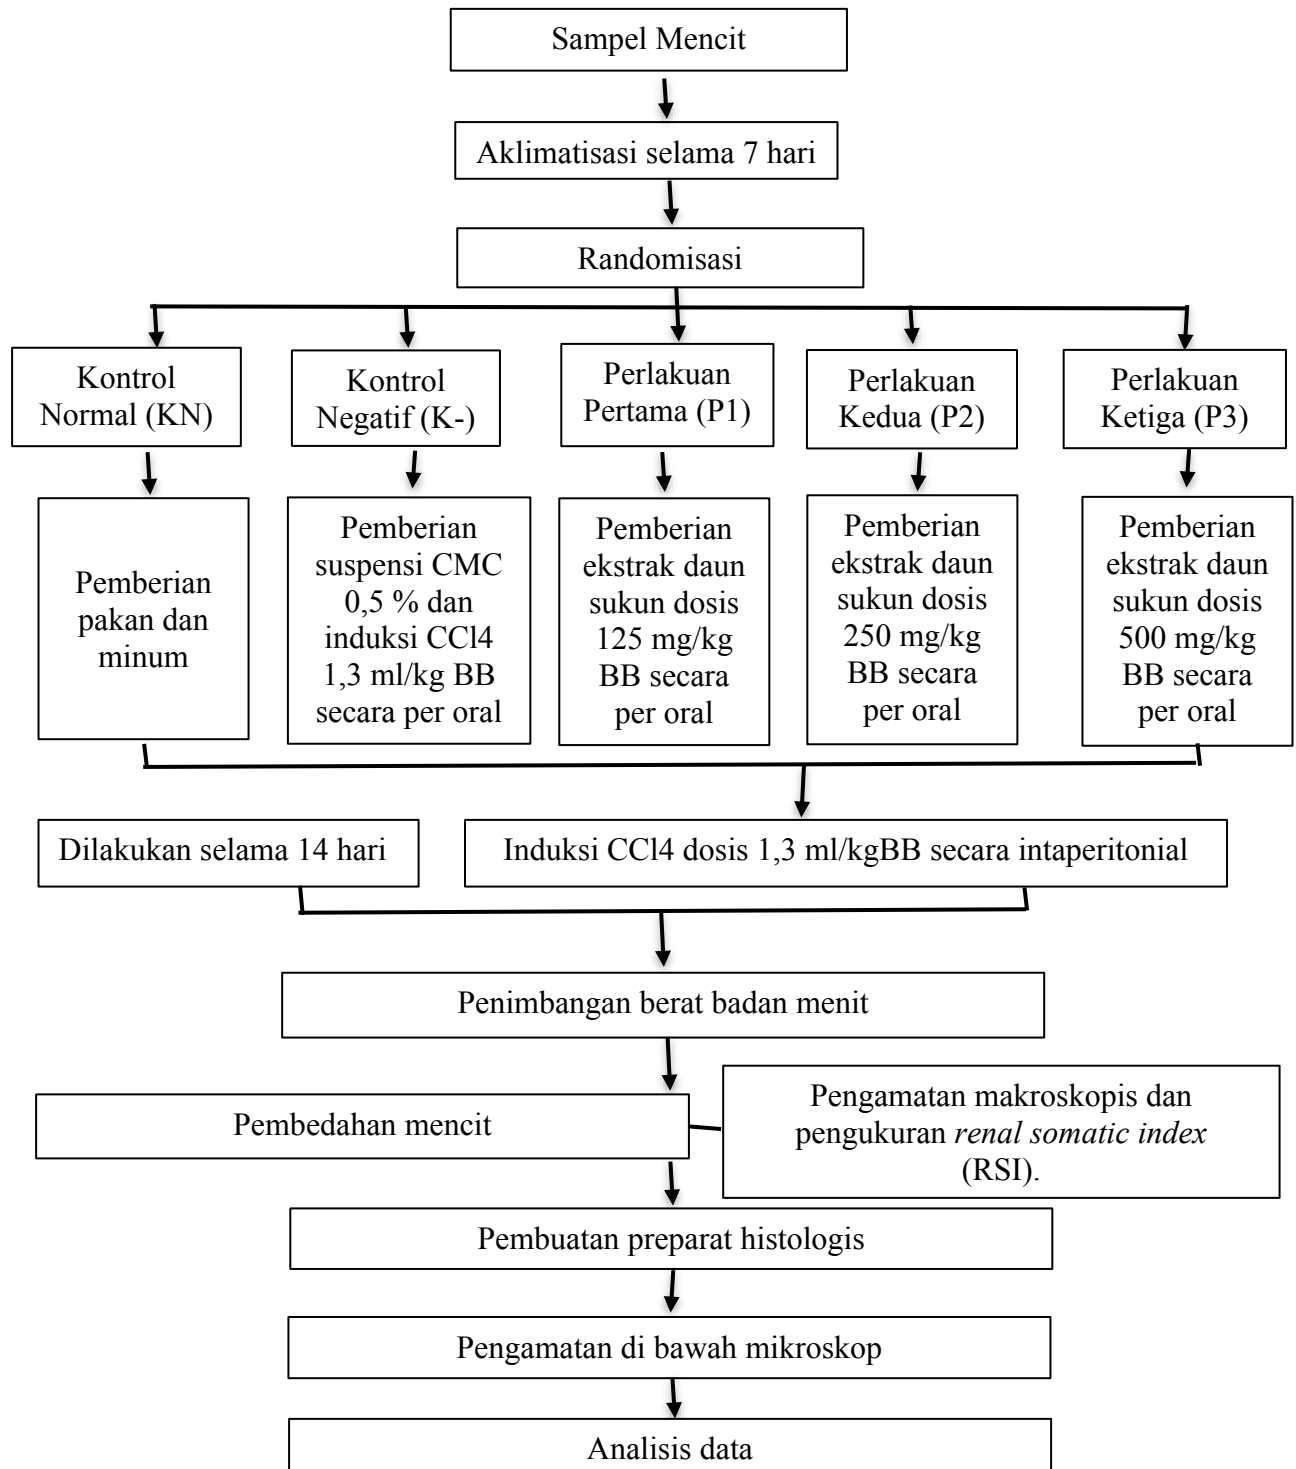 Sampel Mencit
Aklimatisasi selama 7 hari
Randomisasi
Kontrol
Normal (KN)
Kontrol
Negatif (K-)
Perlakuan
Pertama (P1)
Perlakuan
Kedua (P2)
Perlakuan
Ketiga (P3)
Pemberian
pakan dan
minum
Pemberian
suspensi CMC
0,5 % dan
induksi CCl4
1,3 ml/kg BB
secara per oral
Pemberian
ekstrak daun
sukun dosis
125 mg/kg
BB secara
per oral
Pemberian
ekstrak daun
sukun dosis
250 mg/kg
BB secara
per oral
Pemberian
ekstrak daun
sukun dosis
500 mg/kg
BB secara
per oral
Dilakukan selama 14 hari
Induksi CCl4 dosis 1,3 ml/kgBB secara intaperitonial
Penimbangan berat badan menit
Pembedahan mencit
Pengamatan makroskopis dan
pengukuran renal somatic index
(RSI).
Pembuatan preparat histologis
Pengamatan di bawah mikroskop
Analisis data